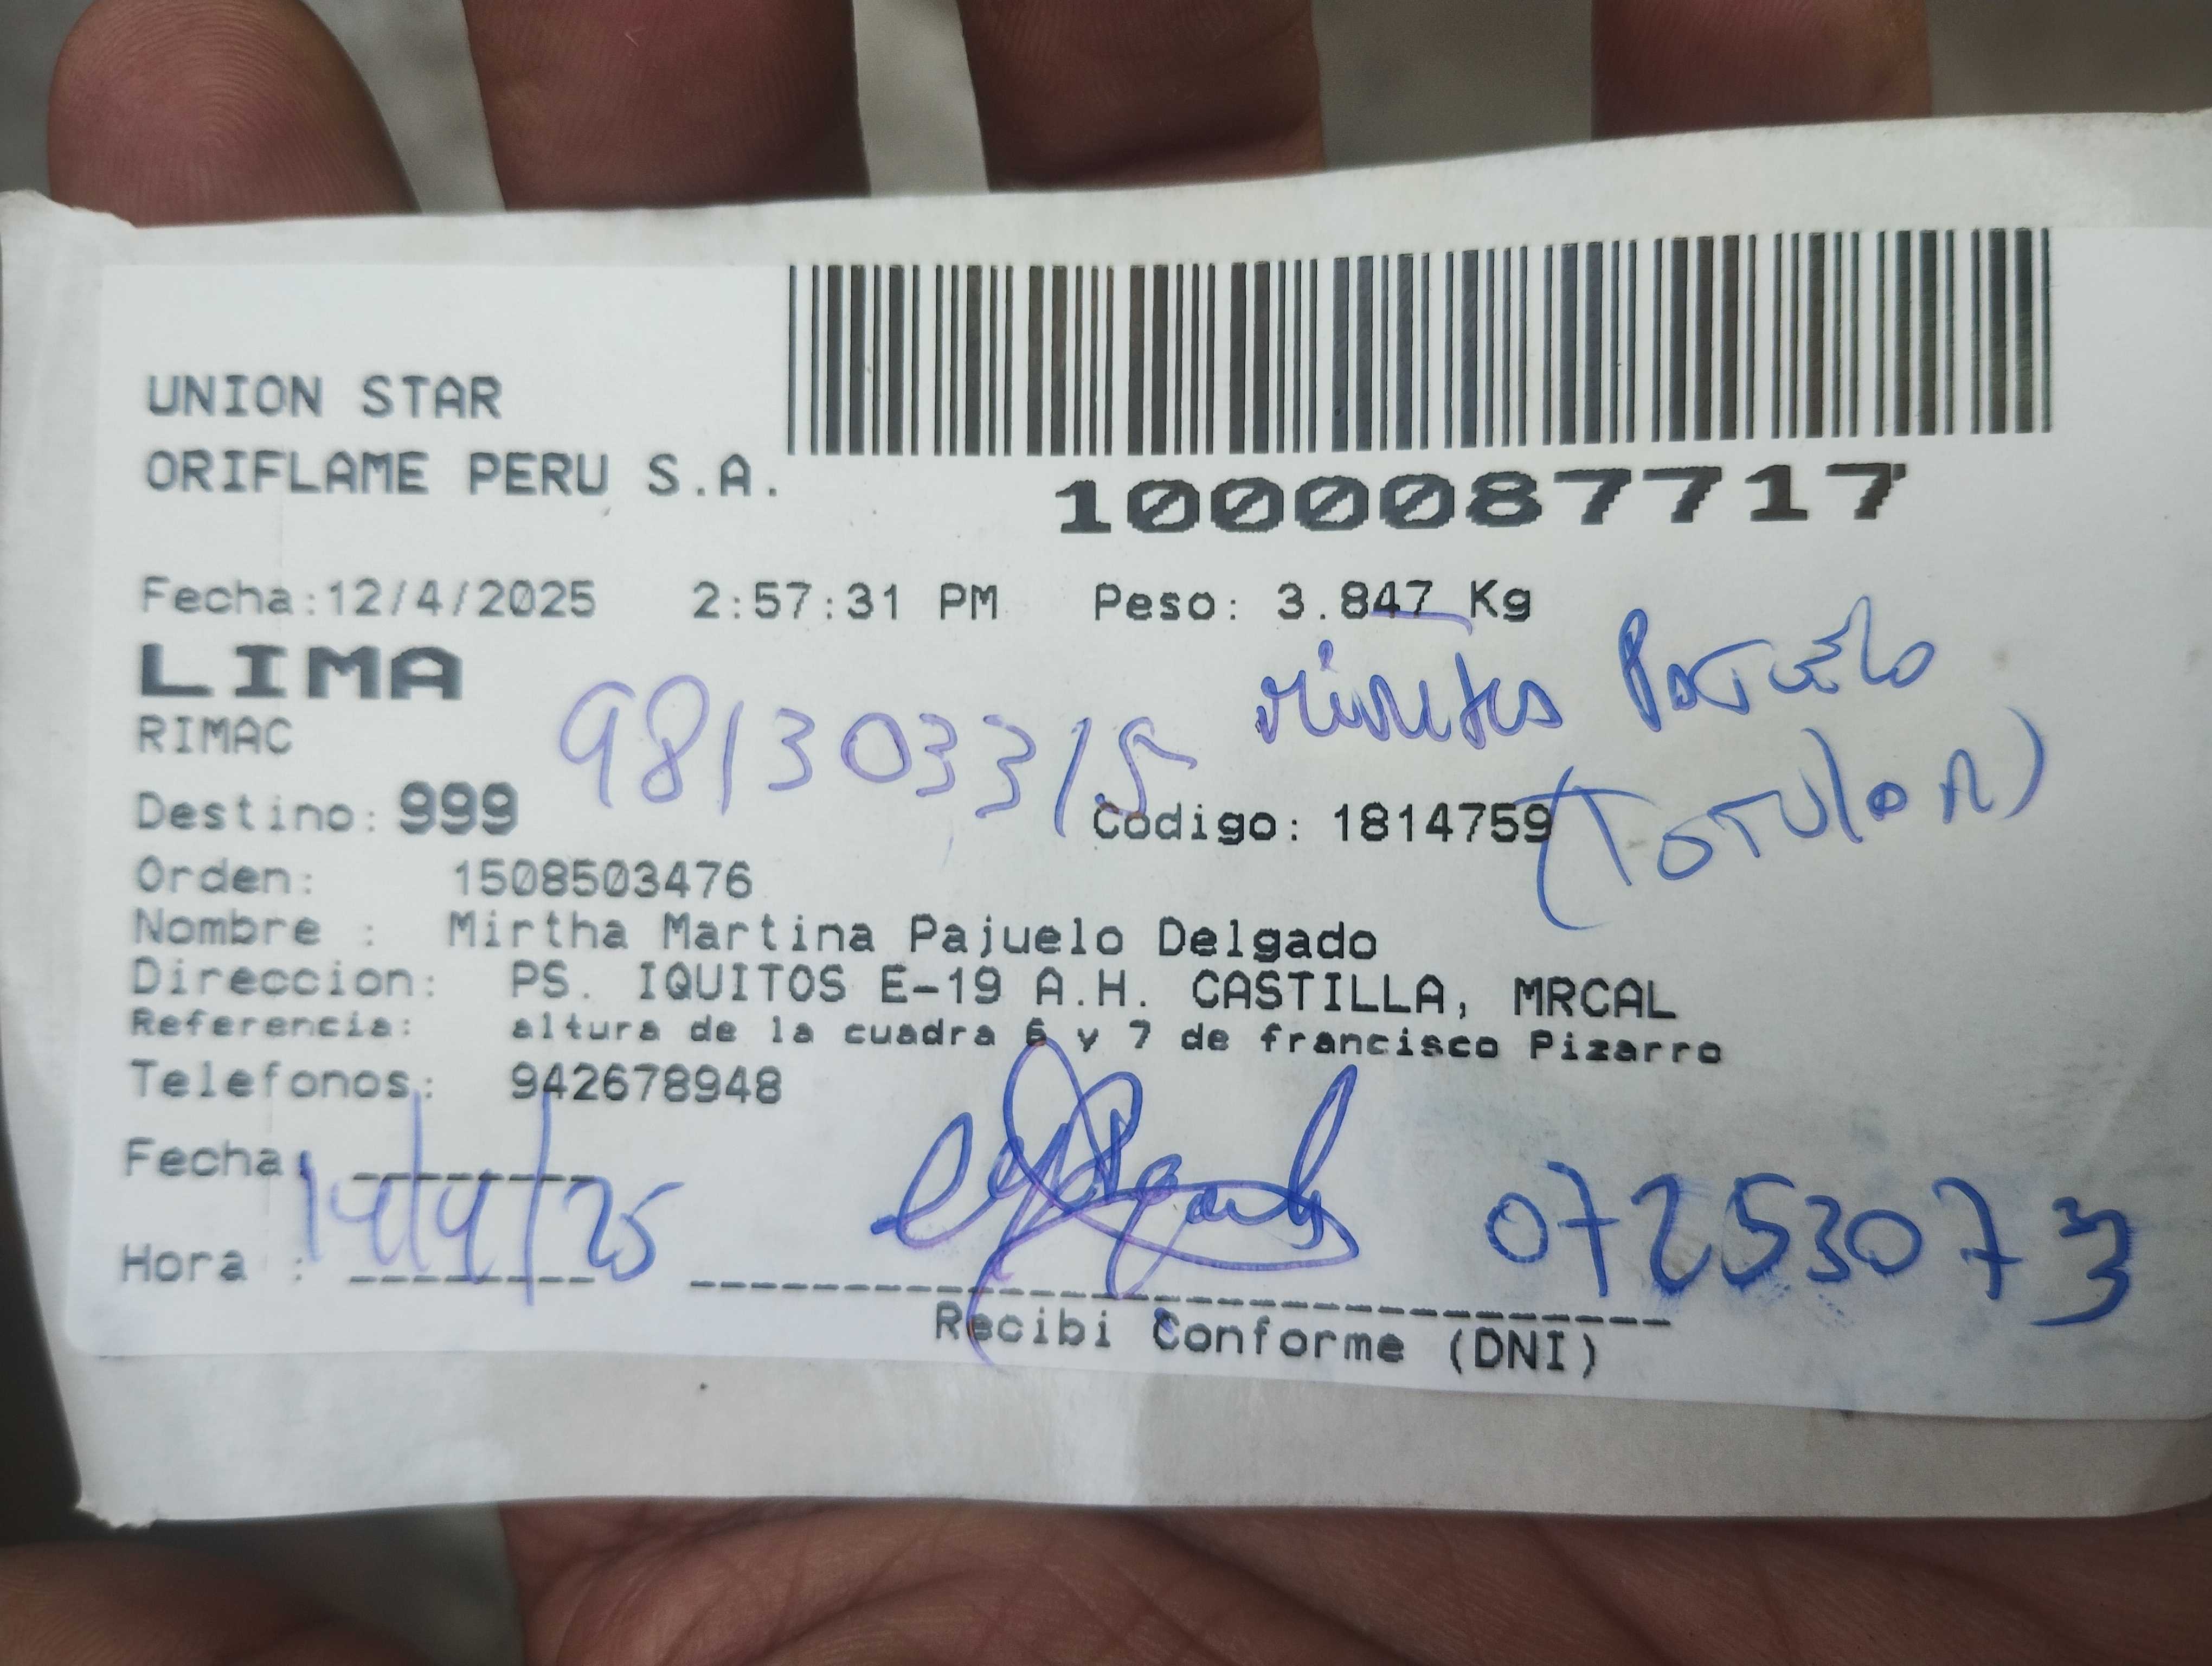 UNION STAR
ORIFLAME PERU S.A.
1000087717
Fecha:12/4/2025 2:57:31 PM Peso: 3.847 Kg
LIMA
RIMAC
981303315
Destino: 999 Codigo: 1814759
(TOTULOR)
Orden: 1508503476
Nombre : Mirtha Martina Pajuelo Delgado
Direccion: PS. IQUITOS E-19 A.H. CASTILLA, MRCAL
Referencia: altura de la cuadra 6 y 7 de francisco Pizarro
Telefonos: 942678948
Fecha: 14/4/25
Hora :
07253073
Recibi Conforme (DNI)